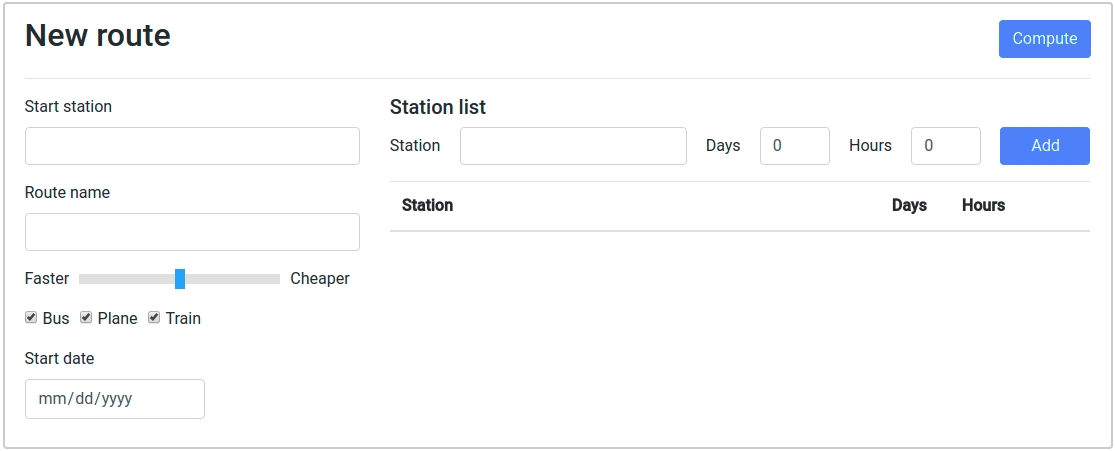 New route
Compute
Start station
Route name
Faster Cheaper
Bus Plane Train
Start date
mm/dd/yyyy
Station list
Station Days 0 Hours 0 Add
Station Days Hours